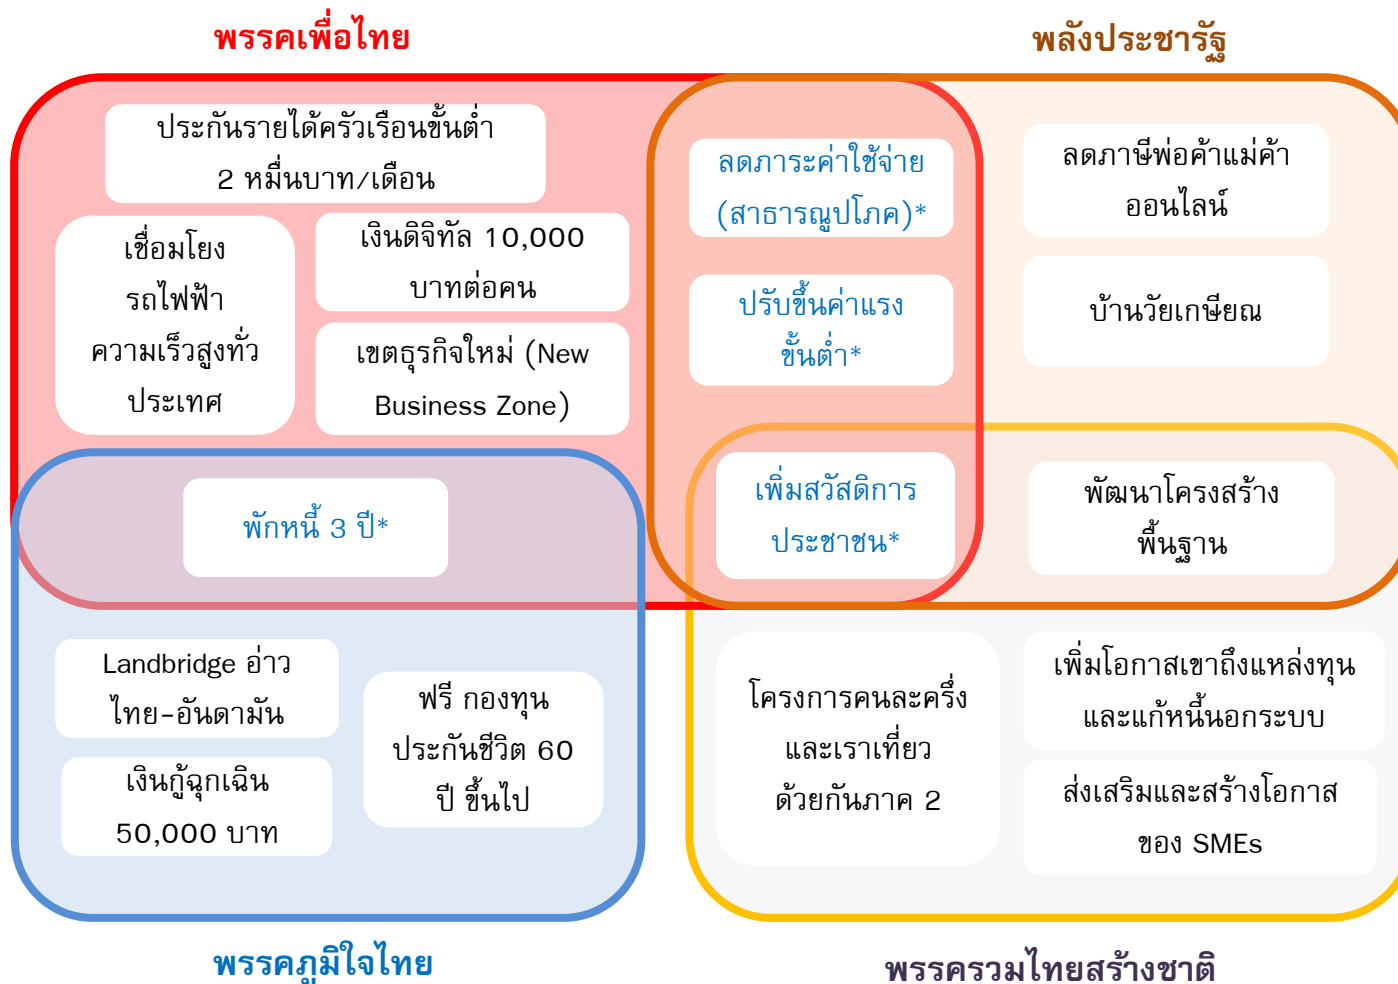 พรรคเพื่อไทย
พลังประชารัฐ
ประกันรายได้ครัวเรือนขั้นต่ำ
2 หมื่นบาท/เดือน
เชื่อมโยง
รถไฟฟ้า
ความเร็วสูงทั่ว
ประเทศ
เงินดิจิทัล 10,000
บาทต่อคน
เขตธุรกิจใหม่ (New
Business Zone)
ลดภาระค่าใช้จ่าย
(สาธารณูปโภค)*
ปรับขึ้นค่าแรง
ขั้นต่ำ*
ลดภาษีพ่อค้าแม่ค้า
ออนไลน์
บ้านวัยเกษียณ
พักหนี้ 3 ปี*
เพิ่มสวัสดิการ
ประชาชน*
พัฒนาโครงสร้าง
พื้นฐาน
Landbridge อ่าว
ไทย-อันดามัน
เงินกู้ฉุกเฉิน
50,000 บาท
ฟรี กองทุน
ประกันชีวิต 60
ปี ขึ้นไป
โครงการคนละครึ่ง
และเราเที่ยว
ด้วยกันภาค 2
เพิ่มโอกาสเขาถึงแหล่งทุน
และแก้หนี้นอกระบบ
ส่งเสริมและสร้างโอกาส
ของ SMEs
พรรคภูมิใจไทย
พรรครวมไทยสร้างชาติ